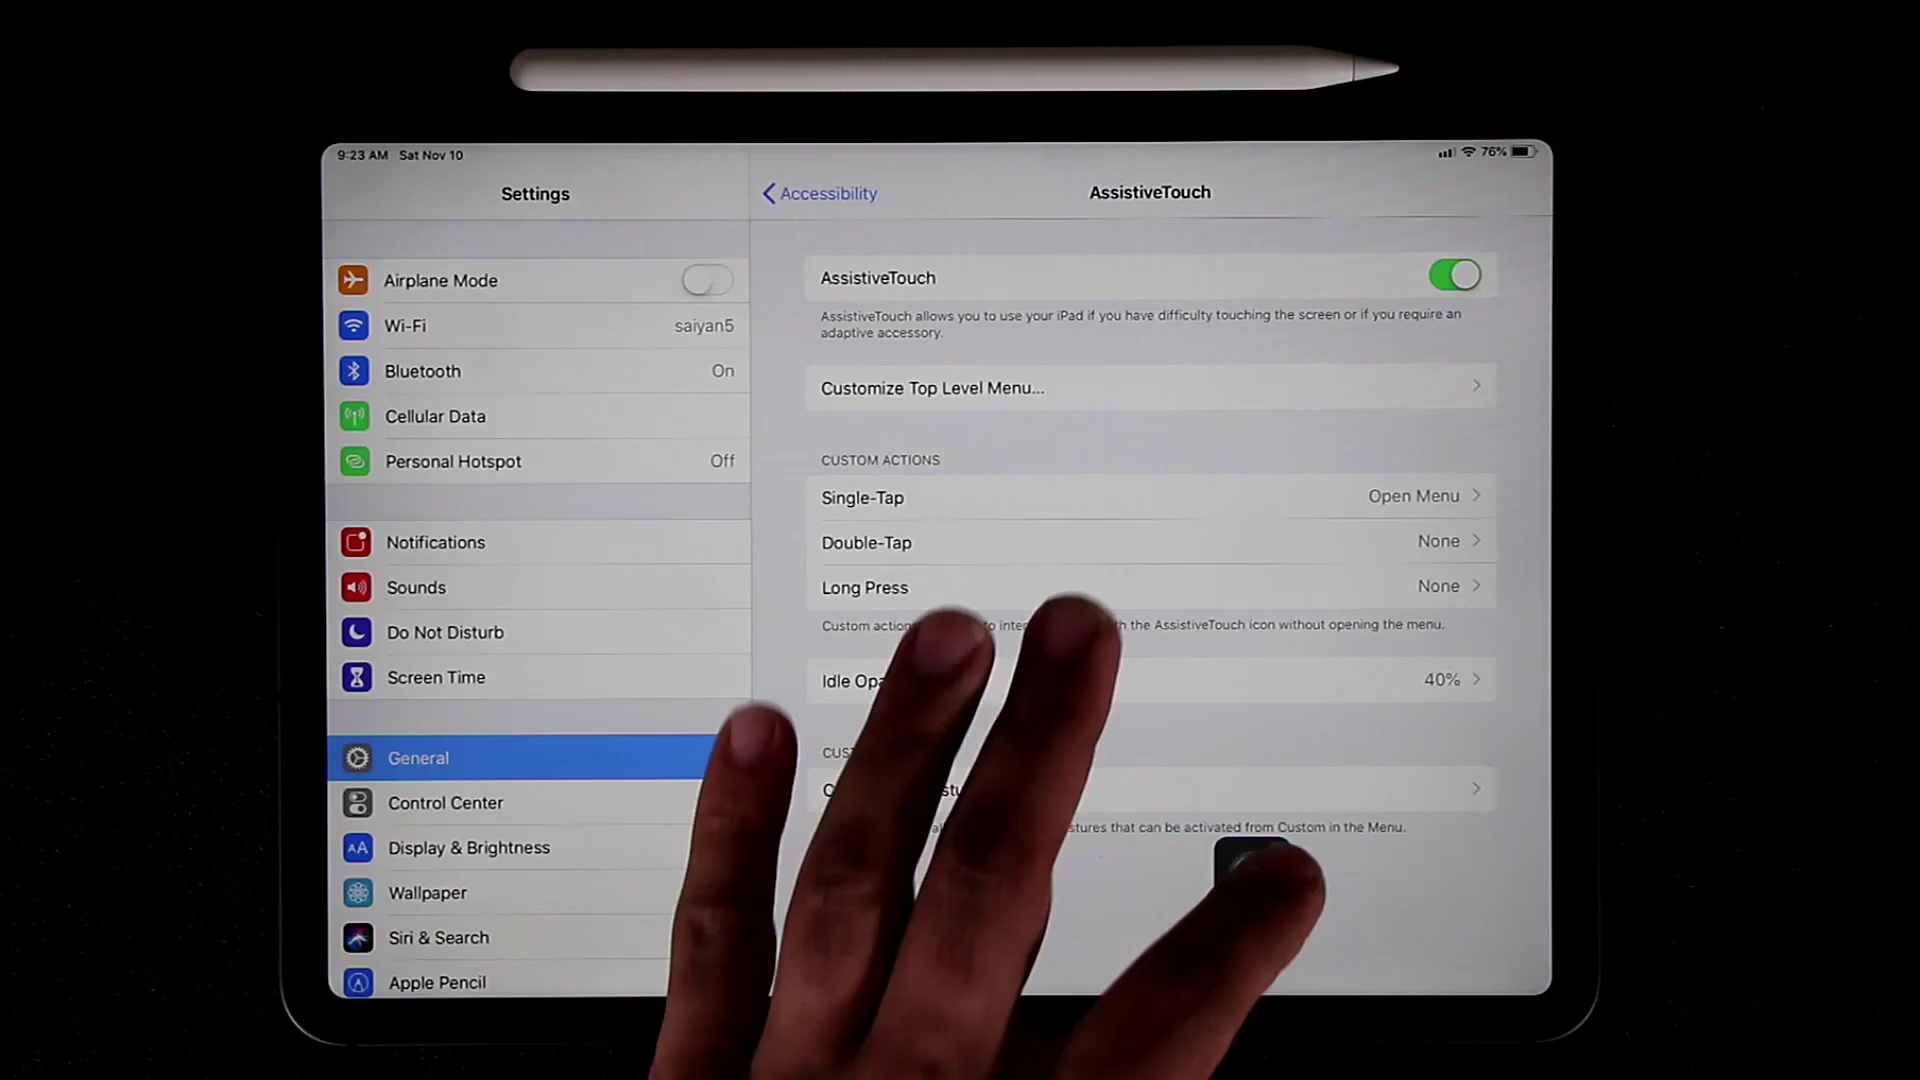 9:23 AM Sat Nov 10
76%
Settings
Airplane Mode
Wi-Fi saiyan5
Bluetooth On
Cellular Data
Personal Hotspot Off
Notifications
Sounds
Do Not Disturb
Screen Time
General
Control Center
AA Display & Brightness
Wallpaper
Siri & Search
Apple Pencil
Accessibility
AssistiveTouch
AssistiveTouch
AssistiveTouch allows you to use your iPad if you have difficulty touching the screen or if you require an
adaptive accessory.
Customize Top Level Menu...
CUSTOM ACTIONS
Single-Tap Open Menu
Double-Tap None
Long Press None
Custom the AssistiveTouch icon without opening the menu.
Idle 40%
that can be activated from Custom in the Menu.